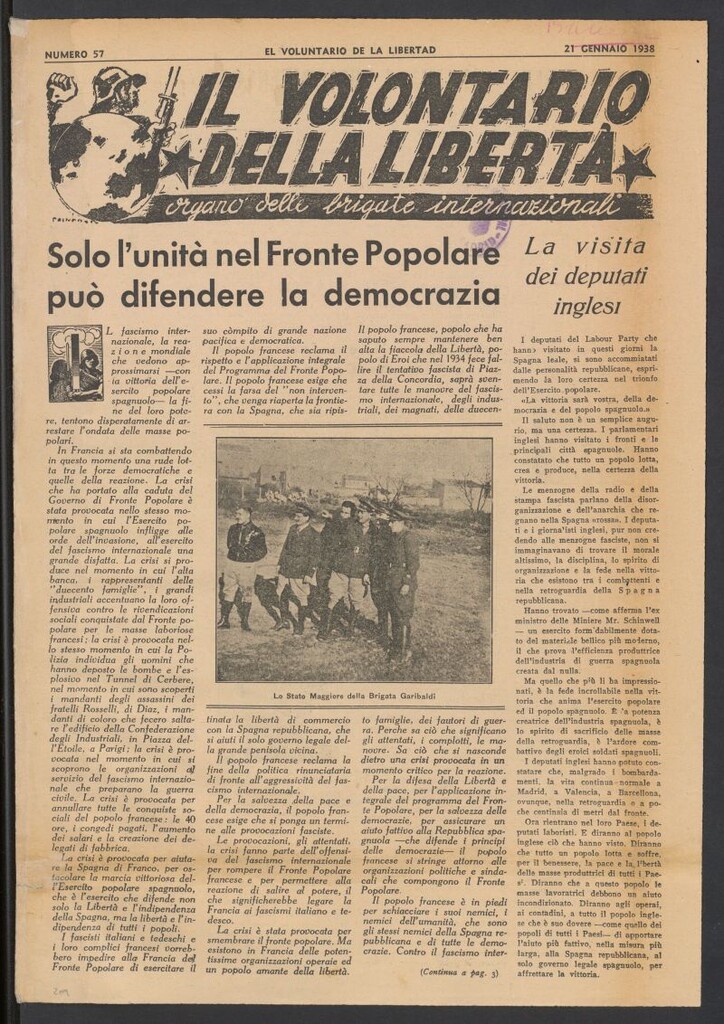 NUMERO 57
EL VOLUNTARIO DE LA LIBERTAD
21 GENNAIO 1938
IL VOLONTARIO
DELLA LIBERTÀ
organo delle brigate internazionali
Solo l'unità nel Fronte Popolare
può difendere la democrazia
IL fascismo inter-
nazionale, la rea-
zione mondiale
che vedono ap-
prossimarsi —con
la vittoria dell'e-
sercito popolare
spagnuolo— la fi-
ne del loro pote-
re, tentono disperatamente di ar-
restare l'ondata delle masse po-
polari.
In Francia si sta combattendo
in questo momento una rude lot-
ta tra le forze democratiche e
quelle della reazione. La crisi
che ha portato alla caduta del
Governo di Fronte Popolare è
stata provocata nello stesso mo-
mento in cui l'Esercito po-
polare spagnuolo infligge alle
orde dell'invasione, all'esercito
del fascismo internazionale una
grande disfatta. La crisi si pro-
duce nel momento in cui l'alta
banca, i rappresentanti delle
"duecento famiglie", i grandi
industriali accentuano la loro of-
fensiva contro le rivendicazioni
sociali conquistate dal Fronte po-
polare per le masse laboriose
francesi; la crisi è provocata nel-
lo stesso momento in cui la Po-
lizia individua gli uomini che
hanno deposto le bombe e l'es-
plosivo nel Tunnel di Cerbere,
nel momento in cui sono scoperti
i mandanti degli assassini dei
fratelli Rosselli, di Diaz, i man-
danti di coloro che fecero salta-
re l'edificio della Confederazione
degli Industriali, in Piazza del-
l'Etoile, a Parigi; la crisi è pro-
vocata nel momento in cui si
scoprono le organizzazioni al
servizio del fascismo internazio-
nale che preparano la guerra
civile. La crisi è provocata per
annullare tutte le conquiste so-
ciali del popolo francese: le 40
ore, i congedi pagati, l'aumento
dei salari e la creazione dei de-
legati di fabbrica.
La crisi è provocata per aiuta-
re la Spagna di Franco, per os-
tacolare la marcia vittoriosa del-
l'Esercito popolare spagnuolo,
che è l'esercito che difende non
solo la Libertà e l'indipendenza
della Spagna, ma la libertà e l'in-
dipendenza di tutti i popoli.
I fascisti italiani e tedeschi e
i loro complici francesi vorreb-
bero impedire alla Francia del
Fronte Popolare di esercitare il
suo còmpito di grande nazione
pacifica e democratica.
Il popolo francese reclama il
rispetto e l'applicazione integrale
del Programma del Fronte Popo-
lare. Il popolo francese esige che
cessi la farsa del "non interven-
to", che venga riaperta la frontie-
ra con la Spagna, che sia ripis-
Il popolo francese, popolo che ha
saputo sempre mantenere ben
alta la fiaccola della Libertà, po-
polo di Eroi che nel 1934 fece fal-
lire il tentativo fascista di Piaz-
za della Concordia, saprà sven-
tare tutte le manovre del fascis-
mo internazionale, degli indus-
triali, dei magnati, delle duecen-
Lo Stato Maggiore della Brigata Garibaldi
tinata la libertà di commercio
con la Spagna repubblicana, che
si aiuti il solo governo legale del-
la grande penisola vicina.
Il popolo francese reclama la
fine della politica rinunciataria
di fronte all'aggressività del fas-
cismo internazionale.
Per la salvezza della pace e
della democrazia, il popolo fran-
cese esige che si ponga un termi-
ne alle provocazioni fasciste.
Le provocazioni, gli attentati,
la crisi fanno parte dell'offensi-
va del fascismo internazionale
per rompere il Fronte Popolare
francese e per permettere alla
reazione di salire al potere, il
che significherebbe legare la
Francia ai fascismi italiano e te-
desco.
La crisi è stata provocata per
smembrare il fronte popolare. Ma
esistono in Francia delle poten-
tissime organizzazioni operaie ed
un popolo amante della libertà.
to famiglie, dei fautori di guer-
ra. Perche sa ciò che significano
gli attentati, i complotti, le ma-
novre. Sa ciò che si nasconde
dietro una crisi provocata in un
momento critico per la reazione.
Per la difesa della Libertà e
della pace, per l'applicazione in-
tegrale del programma del Fron-
te Popolare, per la salvezza delle
democrazie, per assicurare un
aiuto fattivo alla Repubblica spa-
gnuola —che difende i principi
delle democrazie— il popolo
francese si stringe attorno alle
organizzazioni politiche e sinda-
cali che compongono il Fronte
Popolare.
Il popolo francese è in piedi
per schiacciare i suoi nemici, i
nemici dell'umanità, che sono
gli stessi nemici della Spagna re-
pubblicana e di tutte le demo-
crazie. Contro il fascismo inter-
(Continua a pag. 3)
La visita
dei deputati
inglesi
I deputati del Labour Party che
hanno visitato in questi giorni la
Spagna leale, si sono accommiatati
dalle personalità repubblicane, espri-
mendo la loro certezza nel trionfo
dell'Esercito popolare.
«La vittoria sarà vostra, della de-
mocrazia e del popolo spagnuolo.»
Il saluto non è un semplice augu-
rio, ma una certezza. I parlamentari
inglesi hanno visitato i fronti e le
principali città spagnuole. Hanno
constatato che tutto un popolo lotta,
crea e produce, nella certezza della
vittoria.
Le menzogne della radio e della
stampa fascista parlano della disor-
ganizzazione e dell'anarchia che re-
gnano nella Spagna «rossa». I deputa-
ti e i giornalisti inglesi, pur non cre-
dendo alle menzogne fasciste, non si
immaginavano di trovare il morale
altissimo, la disciplina, lo spirito di
organizzazione e la fede nella vitto-
ria che esistono tra i combattenti e
nella retroguardia della Spagna
repubblicana.
Hanno trovato —come afferma l'ex
ministro delle Miniere Mr. Schinwell
— un esercito formidabilmente dota-
to del materiale bellico più moderno,
il che prova l'efficienza produttrice
dell'industria di guerra spagnuola
creata dal nulla.
Ma quello che più li ha impressio-
nati, è la fede incrollabile nella vit-
toria che anima l'esercito popolare
ed il popolo spagnuolo. E 'a potenza
creatrice dell'industria spagnuola, è
lo spirito di sacrificio delle masse
della retroguardia, è l'ardore com-
battivo degli eroici soldati spagnuoli.
I deputati inglesi hanno potuto con-
statare che, malgrado i bombarda-
menti, la vita continua normale a
Madrid, a Valencia, a Barcellona,
ovunque, nella retroguardia e a po-
che centinaia di metri dal fronte.
Ora rientrano nel loro Paese, i de-
putati laboristi. E diranno al popolo
inglese ciò che hanno visto. Diranno
che tutto un popolo lotta e soffre,
per il benessere, la pace e la libertà
delle masse produttrici di tutti i Pae-
si. Diranno che a questo popolo le
masse lavoratrici debbono un aiuto
incondizionato. Diranno agli operai,
ai contadini, a tutto il popolo ingle-
se che è suo dovere —come quello dei
popoli di tutti i Paesi— di apportare
l'aiuto più fattivo, nella misura più
larga, alla Spagna repubblicana, al
solo governo legale spagnuolo, per
affrettare la vittoria.